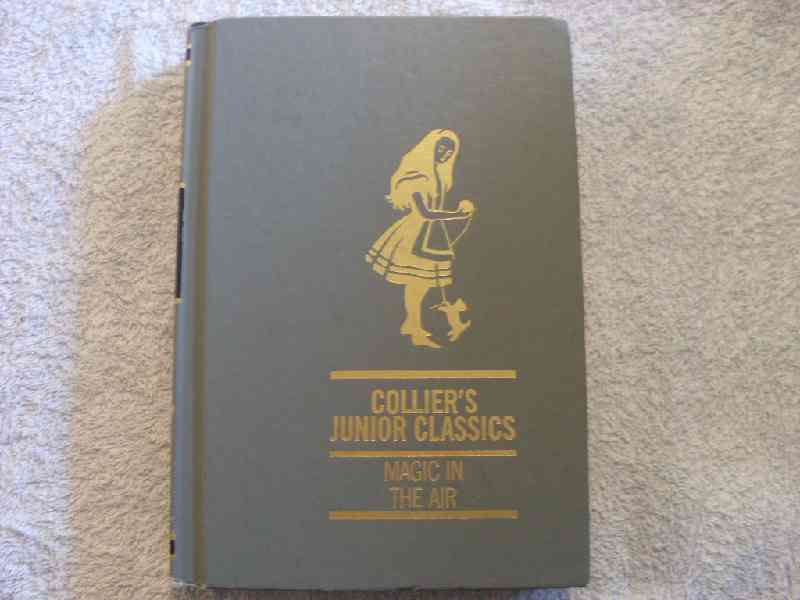 COLLIER'S
JUNIOR CLASSICS
MAGIC IN
THE AIR